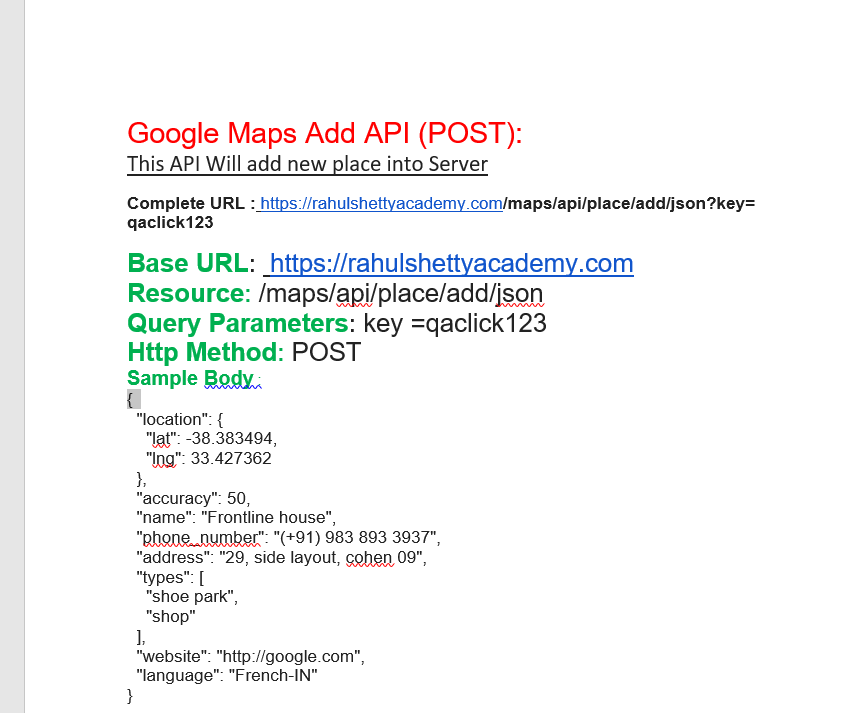 Google Maps Add API (POST):
This API Will add new place into Server
Complete URL : https://rahulshettyacademy.com/maps/api/place/add/json?key=
qaclick123
Base URL: https://rahulshettyacademy.com
Resource: /maps/api/place/add/json
Query Parameters: key =qaclick123
Http Method: POST
Sample Body :
{
  "location": {
    "lat": -38.383494,
    "lng": 33.427362
  },
  "accuracy": 50,
  "name": "Frontline house",
  "phone_number": "(+91) 983 893 3937",
  "address": "29, side layout, cohen 09",
  "types": [
    "shoe park",
    "shop"
  ],
  "website": "http://google.com",
  "language": "French-IN"
}